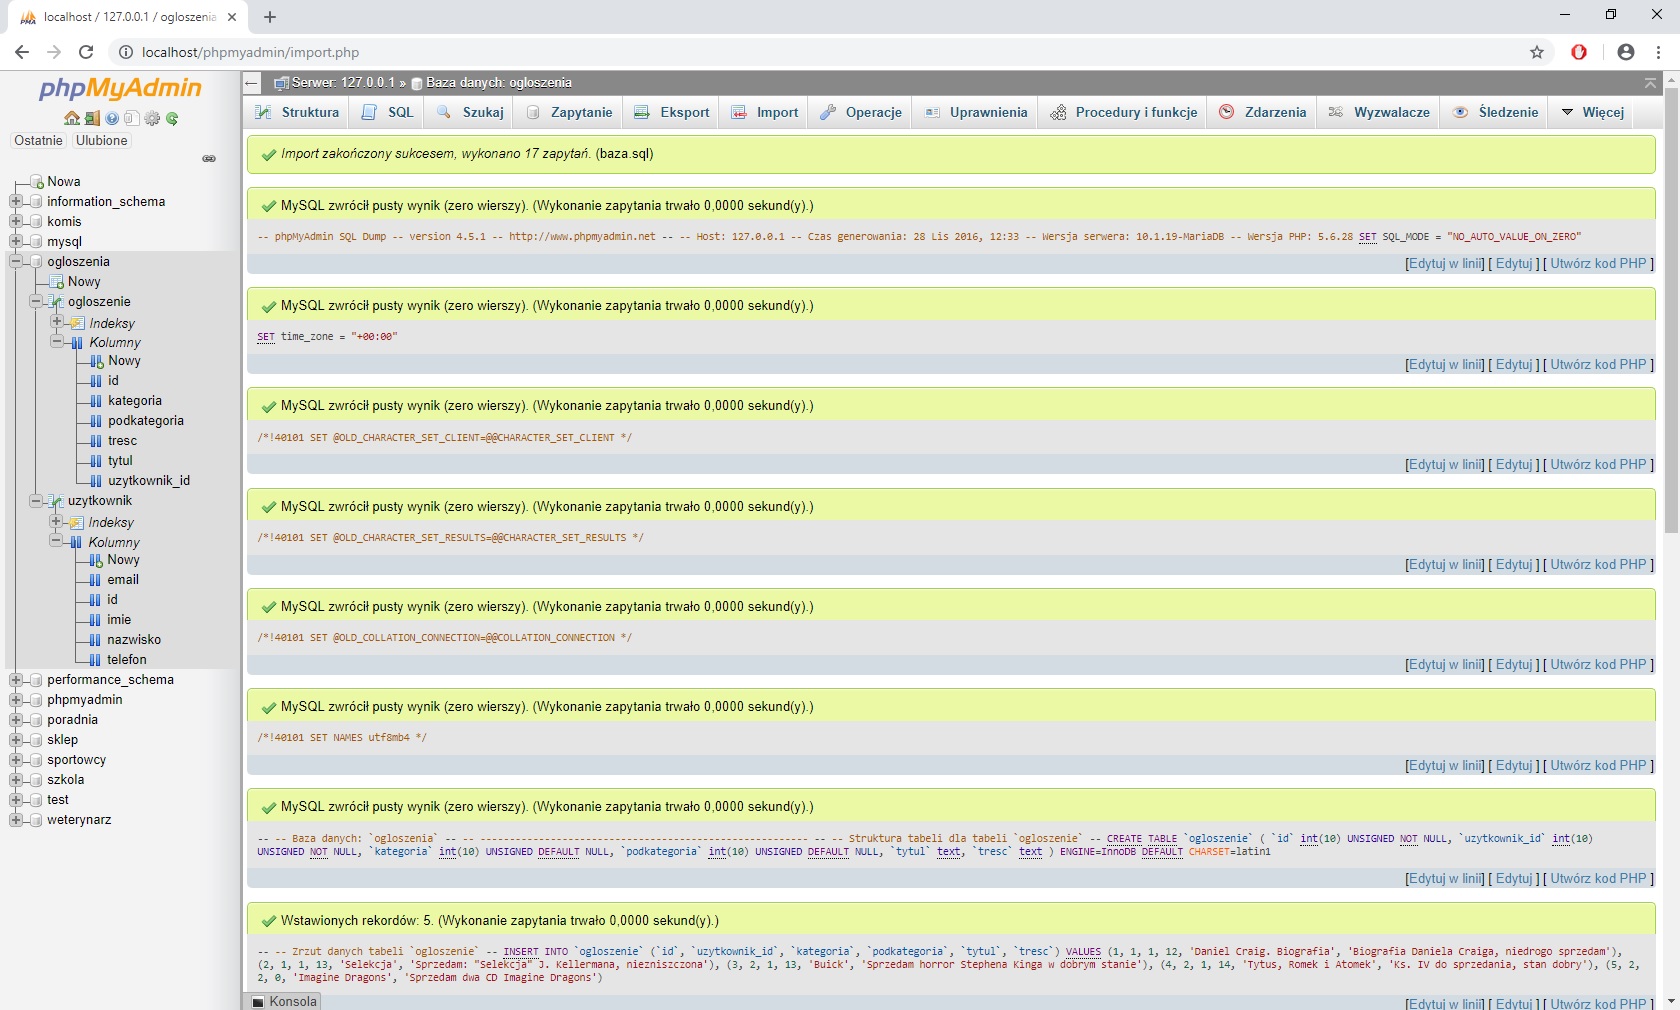 localhost / 127.0.0.1 / ogloszenia
localhost/phpmyadmin/import.php
phpMyAdmin
Ostatnie Ulubione
Nowa
information_schema
komis
mysql
ogloszenia
Nowy
ogloszenie
Indeksy
Kolumny
Nowy
id
kategoria
podkategoria
tresc
tytul
uzytkownik_id
uzytkownik
Indeksy
Kolumny
Nowy
email
id
imie
nazwisko
telefon
performance_schema
phpmyadmin
poradnia
sklep
sportowcy
szkola
test
weterynarz
Serwer: 127.0.0.1 » Baza danych: ogloszenia
Struktura SQL Szukaj Zapytanie Eksport Import Operacje Uprawnienia Procedury i funkcje Zdarzenia Wyzwalacze Śledzenie Więcej
Import zakończony sukcesem, wykonano 17 zapytań. (baza.sql)
MySQL zwrócił pusty wynik (zero wierszy). (Wykonanie zapytania trwało 0,0000 sekund(y).)
-- phpMyAdmin SQL Dump -- version 4.5.1 -- http://www.phpmyadmin.net -- -- Host: 127.0.0.1 -- Czas generowania: 28 Lis 2016, 12:33 -- Wersja serwera: 10.1.19-MariaDB -- Wersja PHP: 5.6.28 SET SQL_MODE = "NO_AUTO_VALUE_ON_ZERO"
[Edytuj w linii] [ Edytuj ] [ Utwórz kod PHP ]
MySQL zwrócił pusty wynik (zero wierszy). (Wykonanie zapytania trwało 0,0000 sekund(y).)
SET time_zone = "+00:00"
[Edytuj w linii] [ Edytuj ] [ Utwórz kod PHP ]
MySQL zwrócił pusty wynik (zero wierszy). (Wykonanie zapytania trwało 0,0000 sekund(y).)
/*!40101 SET @OLD_CHARACTER_SET_CLIENT=@@CHARACTER_SET_CLIENT */
[Edytuj w linii] [ Edytuj ] [ Utwórz kod PHP ]
MySQL zwrócił pusty wynik (zero wierszy). (Wykonanie zapytania trwało 0,0000 sekund(y).)
/*!40101 SET @OLD_CHARACTER_SET_RESULTS=@@CHARACTER_SET_RESULTS */
[Edytuj w linii] [ Edytuj ] [ Utwórz kod PHP ]
MySQL zwrócił pusty wynik (zero wierszy). (Wykonanie zapytania trwało 0,0000 sekund(y).)
/*!40101 SET @OLD_COLLATION_CONNECTION=@@COLLATION_CONNECTION */
[Edytuj w linii] [ Edytuj ] [ Utwórz kod PHP ]
MySQL zwrócił pusty wynik (zero wierszy). (Wykonanie zapytania trwało 0,0000 sekund(y).)
/*!40101 SET NAMES utf8mb4 */
[Edytuj w linii] [ Edytuj ] [ Utwórz kod PHP ]
MySQL zwrócił pusty wynik (zero wierszy). (Wykonanie zapytania trwało 0,0000 sekund(y).)
-- -- Baza danych: `ogloszenia` -- -- -------------------------------------------------------- -- -- Struktura tabeli dla tabeli `ogloszenie` -- CREATE TABLE `ogloszenie` ( `id` int(10) UNSIGNED NOT NULL, `uzytkownik_id` int(10)
UNSIGNED NOT NULL, `kategoria` int(10) UNSIGNED DEFAULT NULL, `podkategoria` int(10) UNSIGNED DEFAULT NULL, `tytul` text, `tresc` text ) ENGINE=InnoDB DEFAULT CHARSET=latin1
[Edytuj w linii] [ Edytuj ] [ Utwórz kod PHP ]
Wstawionych rekordów: 5. (Wykonanie zapytania trwało 0,0000 sekund(y).)
-- -- Zrzut danych tabeli `ogloszenie` -- INSERT INTO `ogloszenie` (`id`, `uzytkownik_id`, `kategoria`, `podkategoria`, `tytul`, `tresc`) VALUES (1, 1, 1, 12, 'Daniel Craig. Biografia', 'Biografia Daniela Craiga, niedrogo sprzedam'),
(2, 1, 1, 13, 'Selekcja', 'Sprzedam: "Selekcja" J. Kellermana, niezniszczona'), (3, 2, 1, 13, 'Buick', 'Sprzedam horror Stephena Kinga w dobrym stanie'), (4, 2, 1, 14, 'Tytus, Romek i Atomek', 'Ks. IV do sprzedania, stan dobry'), (5, 2,
2, 0, 'Imagine Dragons', 'Sprzedam dwa CD Imagine Dragons')
[Edytuj w linii] [ Edytuj ] [ Utwórz kod PHP ]
Konsola